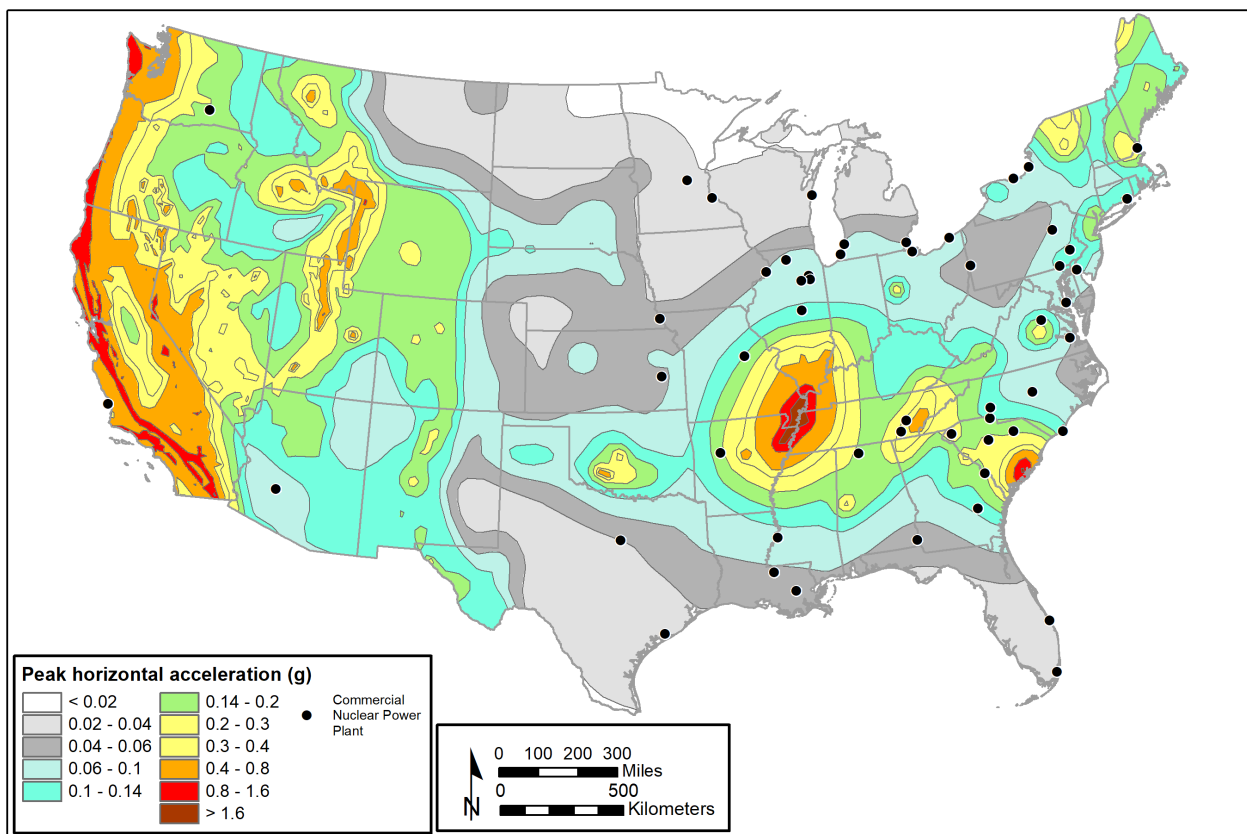 Peak horizontal acceleration (g)
< 0.02
0.02 - 0.04
0.04 - 0.06
0.06 - 0.1
0.1 - 0.14
0.14 - 0.2
0.2 - 0.3
0.3 - 0.4
0.4 - 0.8
0.8 - 1.6
> 1.6
Commercial
Nuclear Power
Plant
N
0 100 200 300
Miles
0 500
Kilometers